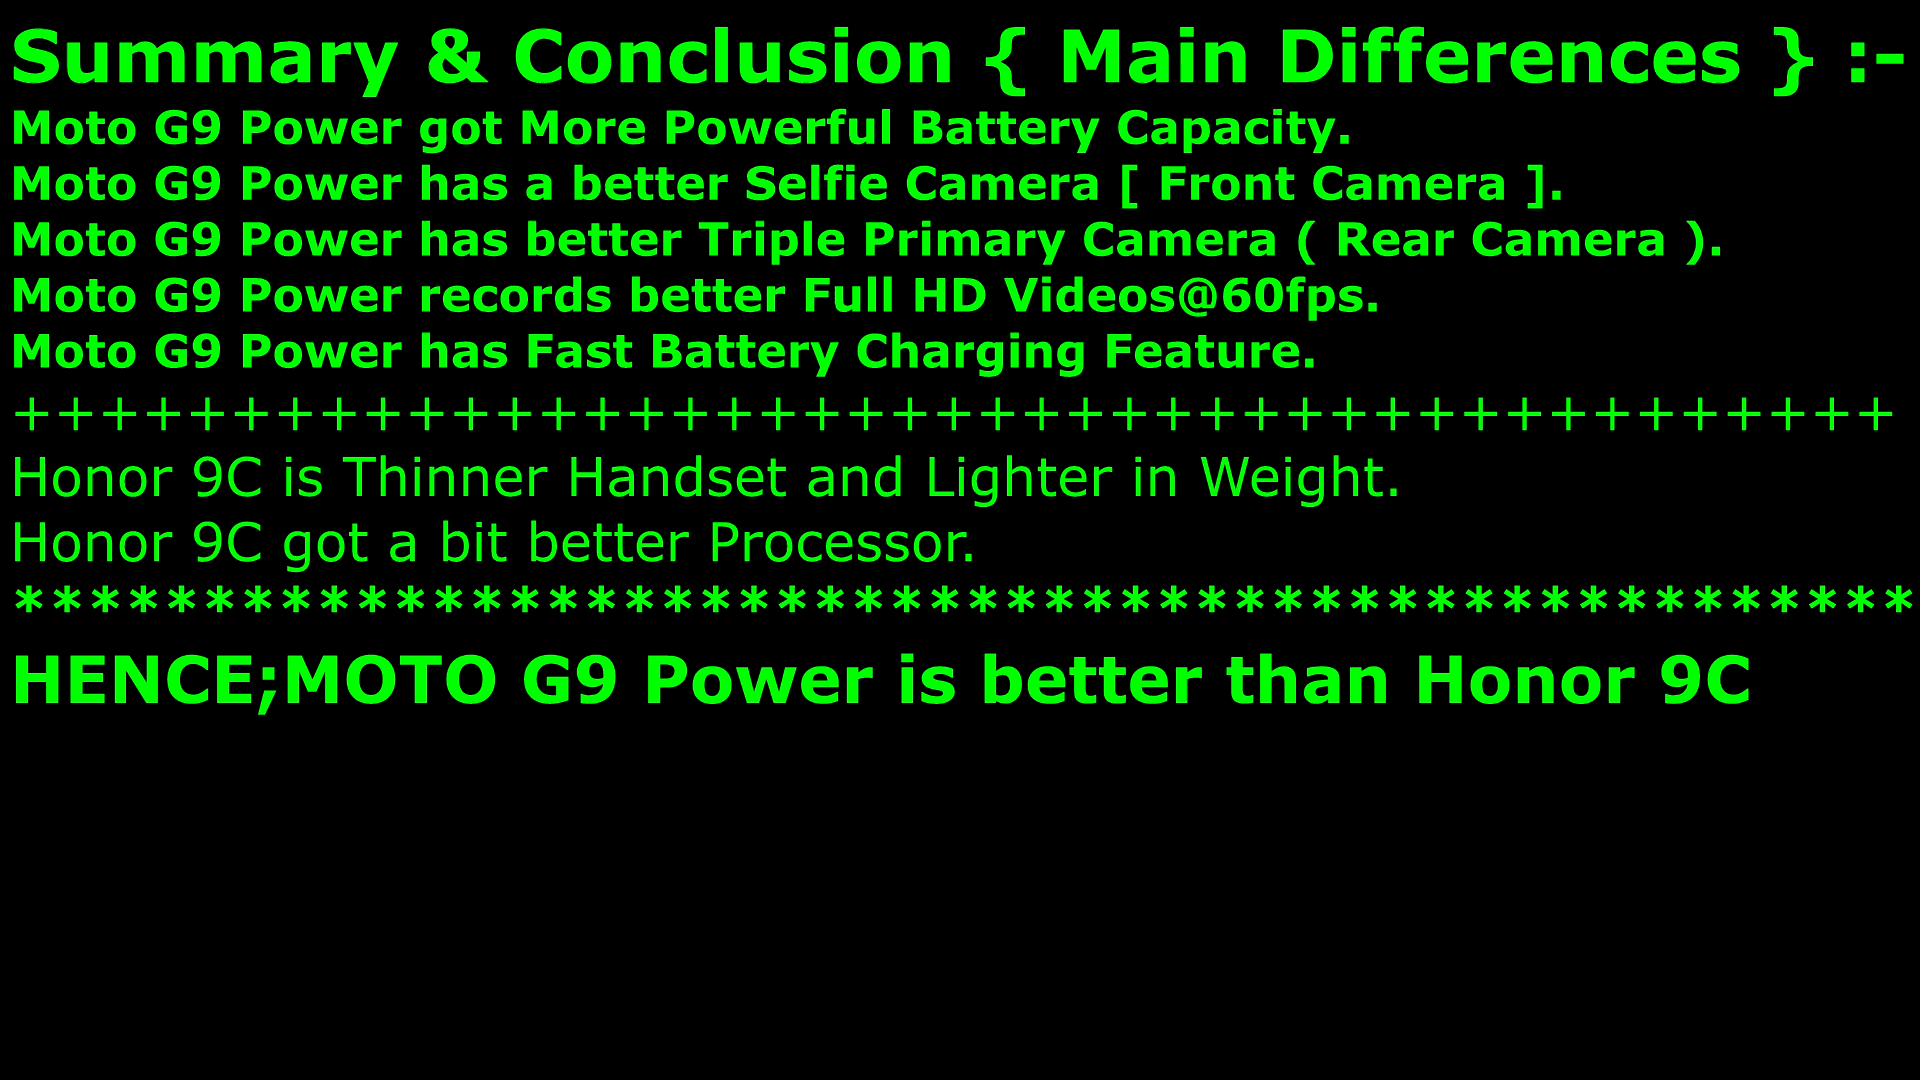 Summary & Conclusion { Main Differences } :-
Moto G9 Power got More Powerful Battery Capacity.
Moto G9 Power has a better Selfie Camera [ Front Camera ].
Moto G9 Power has better Triple Primary Camera ( Rear Camera ).
Moto G9 Power records better Full HD Videos@60fps.
Moto G9 Power has Fast Battery Charging Feature.
+++++++++++++++++++++++++++++++++++++++++++
Honor 9C is Thinner Handset and Lighter in Weight.
Honor 9C got a bit better Processor.
**************************************************
HENCE;MOTO G9 Power is better than Honor 9C